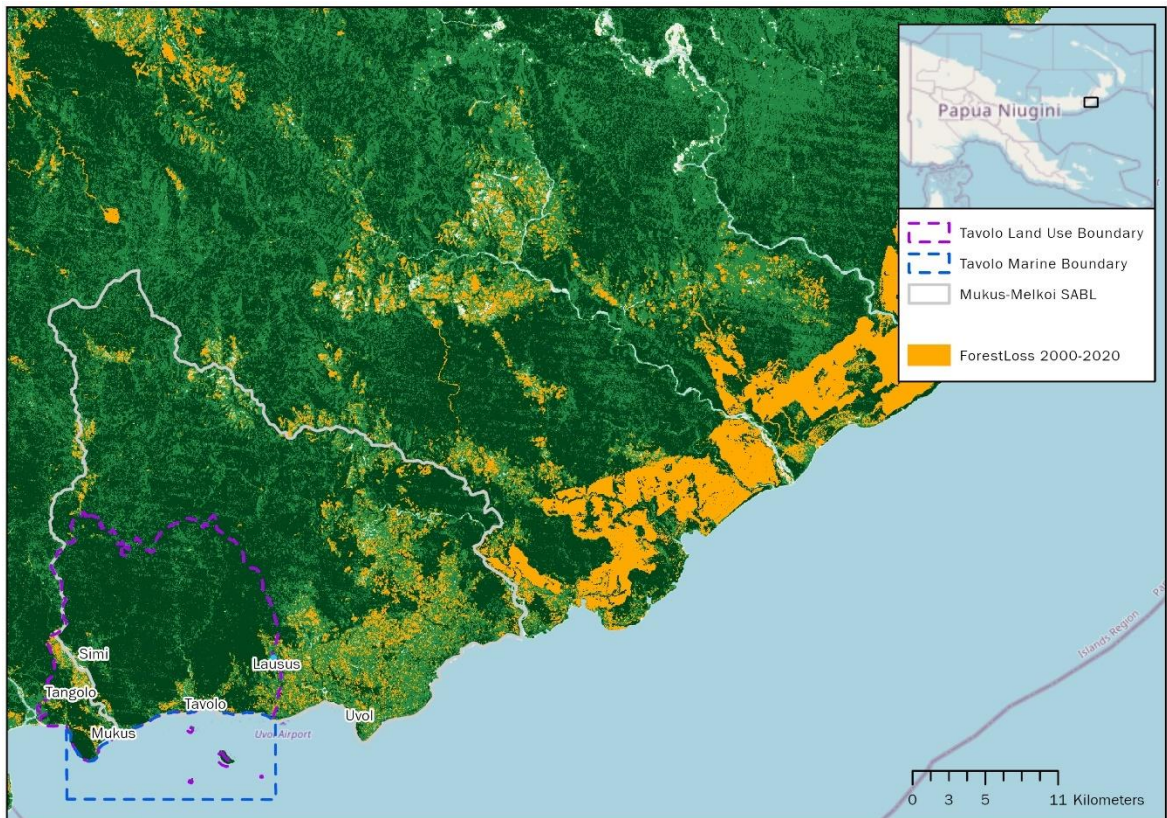 Papua Niugini
Tavolo Land Use Boundary
Tavolo Marine Boundary
Mukus-Melkoi SABL
ForestLoss 2000-2020
Simi
Lausus
Tangolo
Tavolo
Uvol
Mukus
Uvol Airport
Islands Region
Pa
0 3 5 11 Kilometers